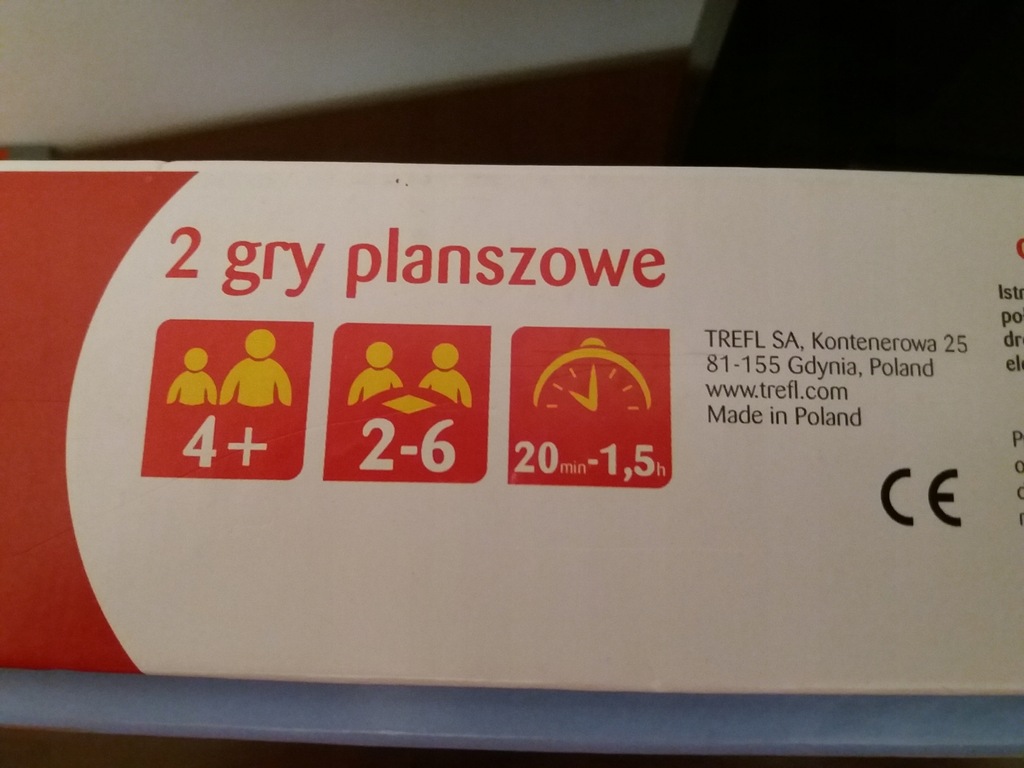 2 gry planszowe
4+
2-6
20min-1,5h
TREFL SA, Kontenerowa 25
81-155 Gdynia, Poland
www.trefl.com
Made in Poland
CE